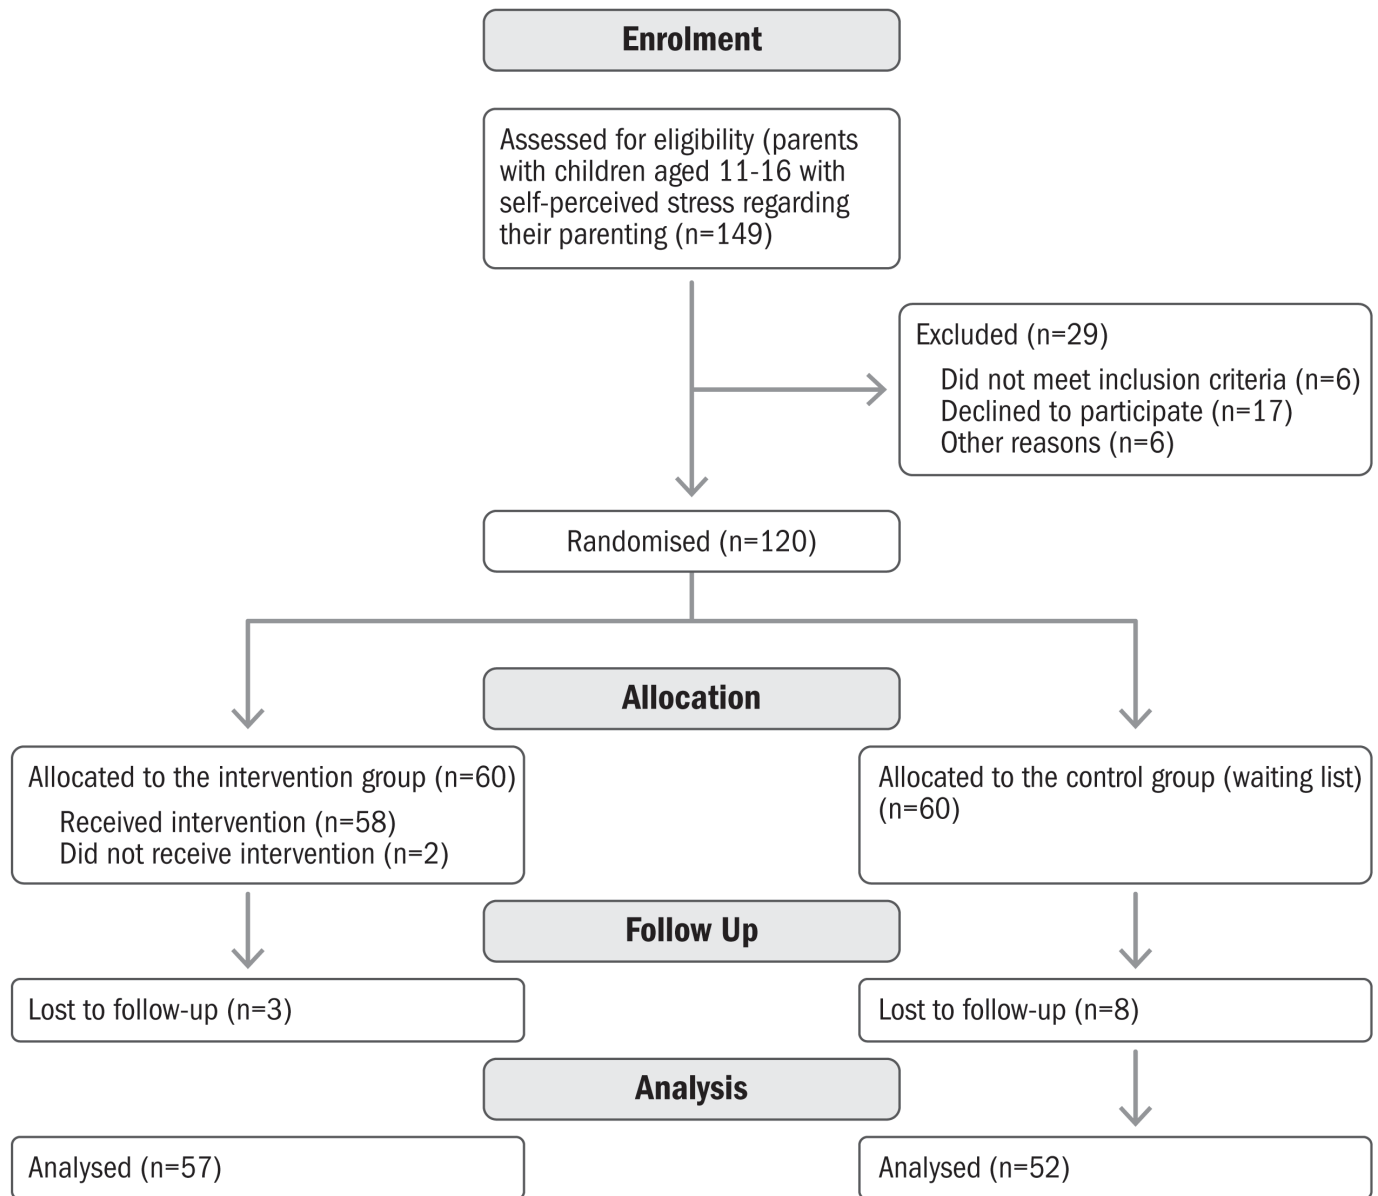 Enrolment
Assessed for eligibility (parents
with children aged 11-16 with
self-perceived stress regarding
their parenting (n=149)
Excluded (n=29)
Did not meet inclusion criteria (n=6)
Declined to participate (n=17)
Other reasons (n=6)
Randomised (n=120)
Allocation
Allocated to the intervention group (n=60)
Received intervention (n=58)
Did not receive intervention (n=2)
Allocated to the control group (waiting list)
(n=60)
Follow Up
Lost to follow-up (n=3)
Lost to follow-up (n=8)
Analysis
Analysed (n=57)
Analysed (n=52)